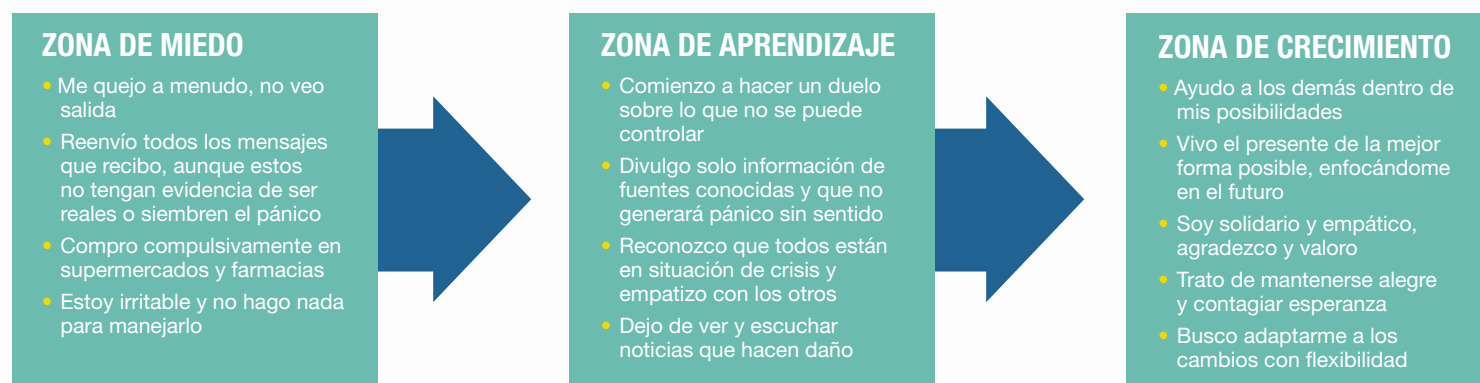 ZONA DE MIEDO
• Me quejo a menudo, no veo
salida
• Reenvío todos los mensajes
que recibo, aunque estos
no tengan evidencia de ser
reales o siembren el pánico
• Compro compulsivamente en
supermercados y farmacias
• Estoy irritable y no hago nada
para manejarlo
ZONA DE APRENDIZAJE
• Comienzo a hacer un duelo
sobre lo que no se puede
controlar
• Divulgo solo información de
fuentes conocidas y que no
generará pánico sin sentido
• Reconozco que todos están
en situación de crisis y
empatizo con los otros
• Dejo de ver y escuchar
noticias que hacen daño
ZONA DE CRECIMIENTO
• Ayudo a los demás dentro de
mis posibilidades
• Vivo el presente de la mejor
forma posible, enfocándome
en el futuro
• Soy solidario y empático,
agradezco y valoro
• Trato de mantenerse alegre
y contagiar esperanza
• Busco adaptarme a los
cambios con flexibilidad